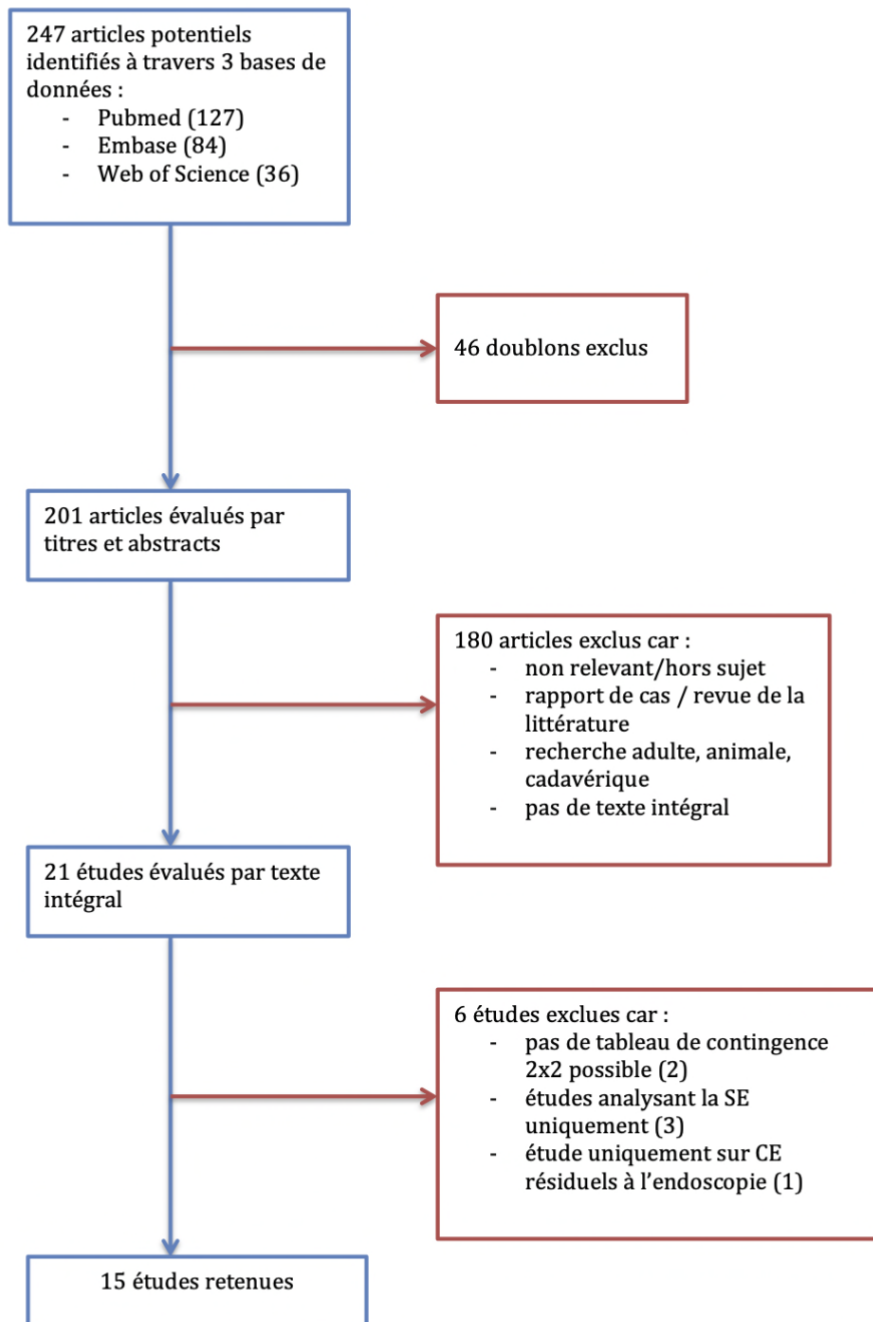 247 articles potentiels
identifiés à travers 3 bases de
données :
- Pubmed (127)
- Embase (84)
- Web of Science (36)
46 doublons exclus
201 articles évalués par
titres et abstracts
180 articles exclus car :
- non relevant/hors sujet
- rapport de cas / revue de la
littérature
- recherche adulte, animale,
cadavérique
- pas de texte intégral
21 études évalués par texte
intégral
6 études exclues car :
- pas de tableau de contingence
2x2 possible (2)
- études analysant la SE
uniquement (3)
- étude uniquement sur CE
résiduels à l’endoscopie (1)
15 études retenues